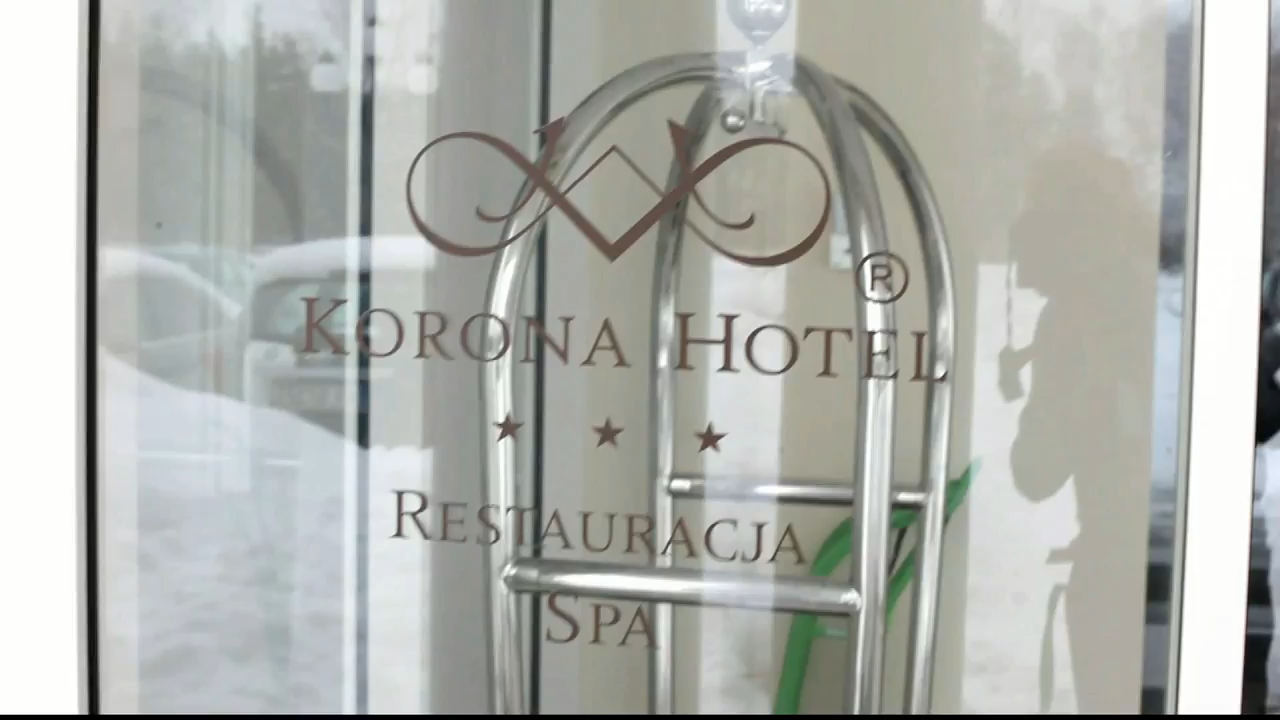 ®
KORONA HOTEL
★ ★ ★
RESTAURACJA
SPA